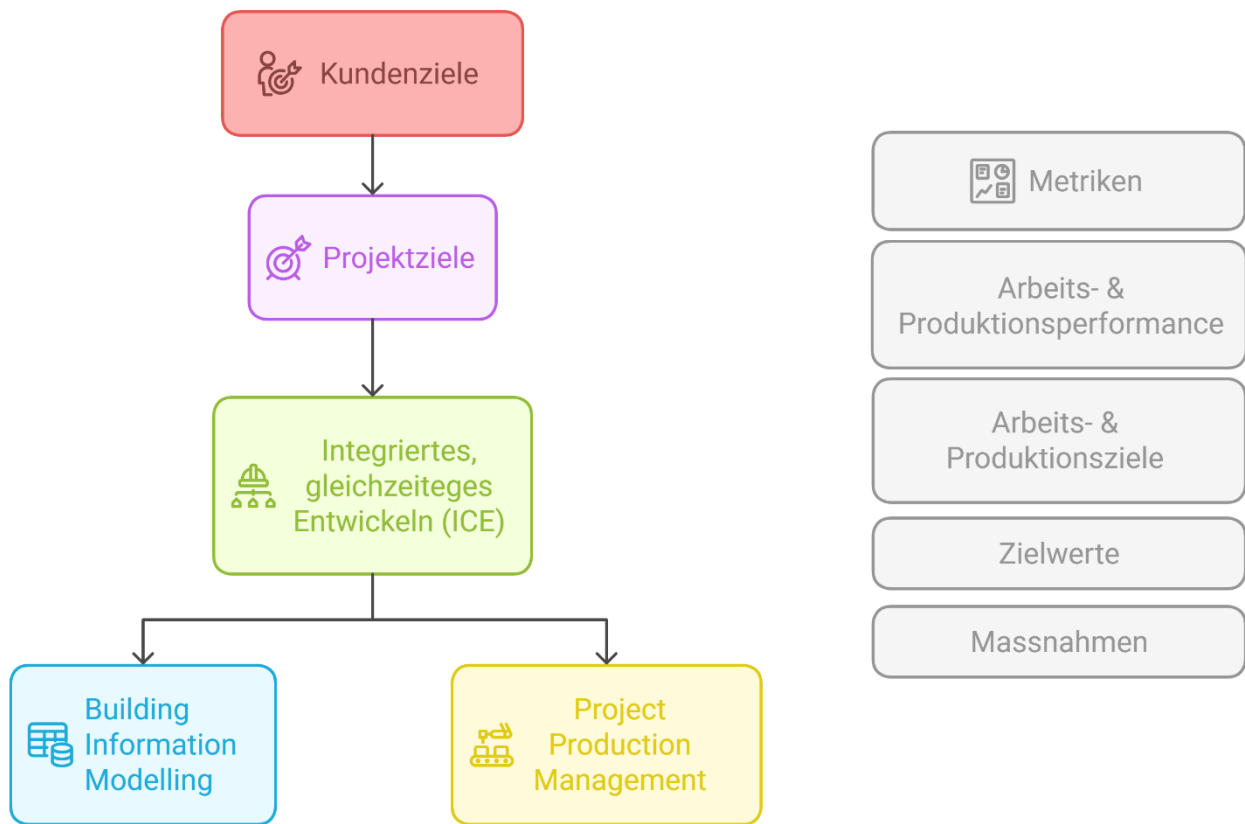 Kundenziele
Projektziele
Integriertes,
gleichzeiteges
Entwickeln (ICE)
Building
Information
Modelling
Project
Production
Management
Metriken
Arbeits- &
Produktionsperformance
Arbeits- &
Produktionsziele
Zielwerte
Massnahmen